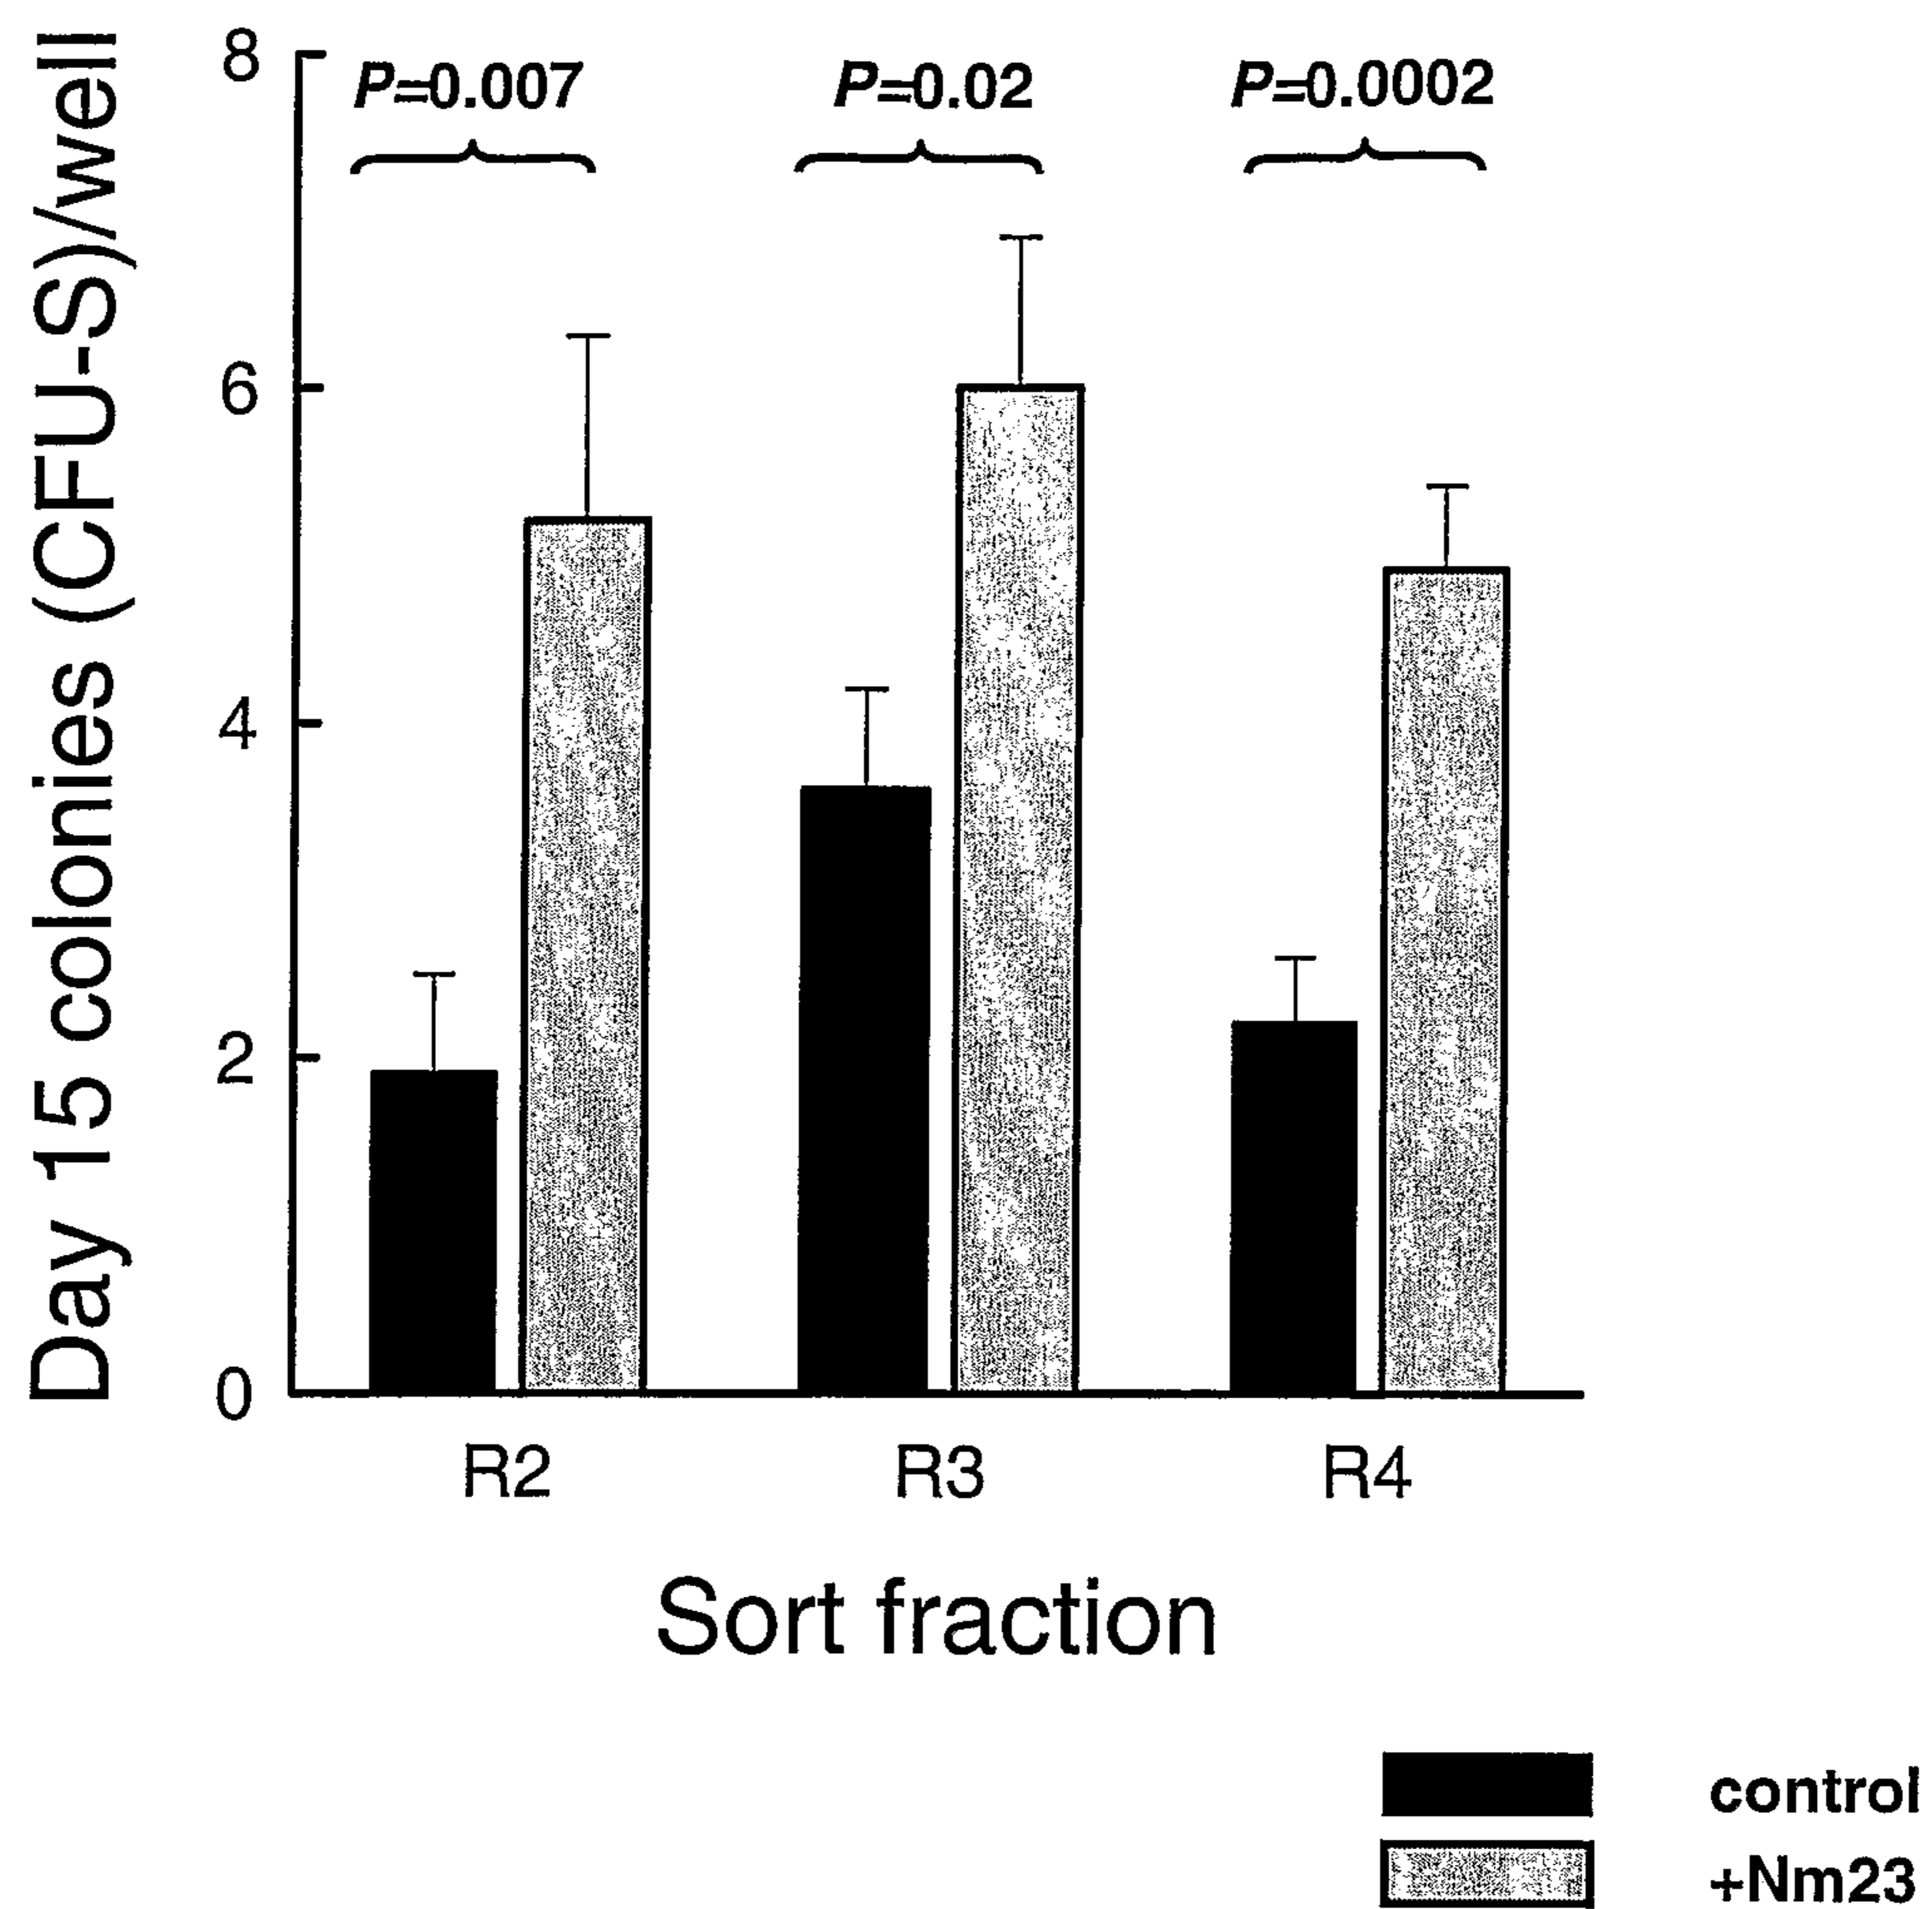 Day 15 colonies (CFU-S)/well
8
6
4
2
0
P=0.007
P=0.02
P=0.0002
R2
R3
R4
Sort fraction
control
+Nm23